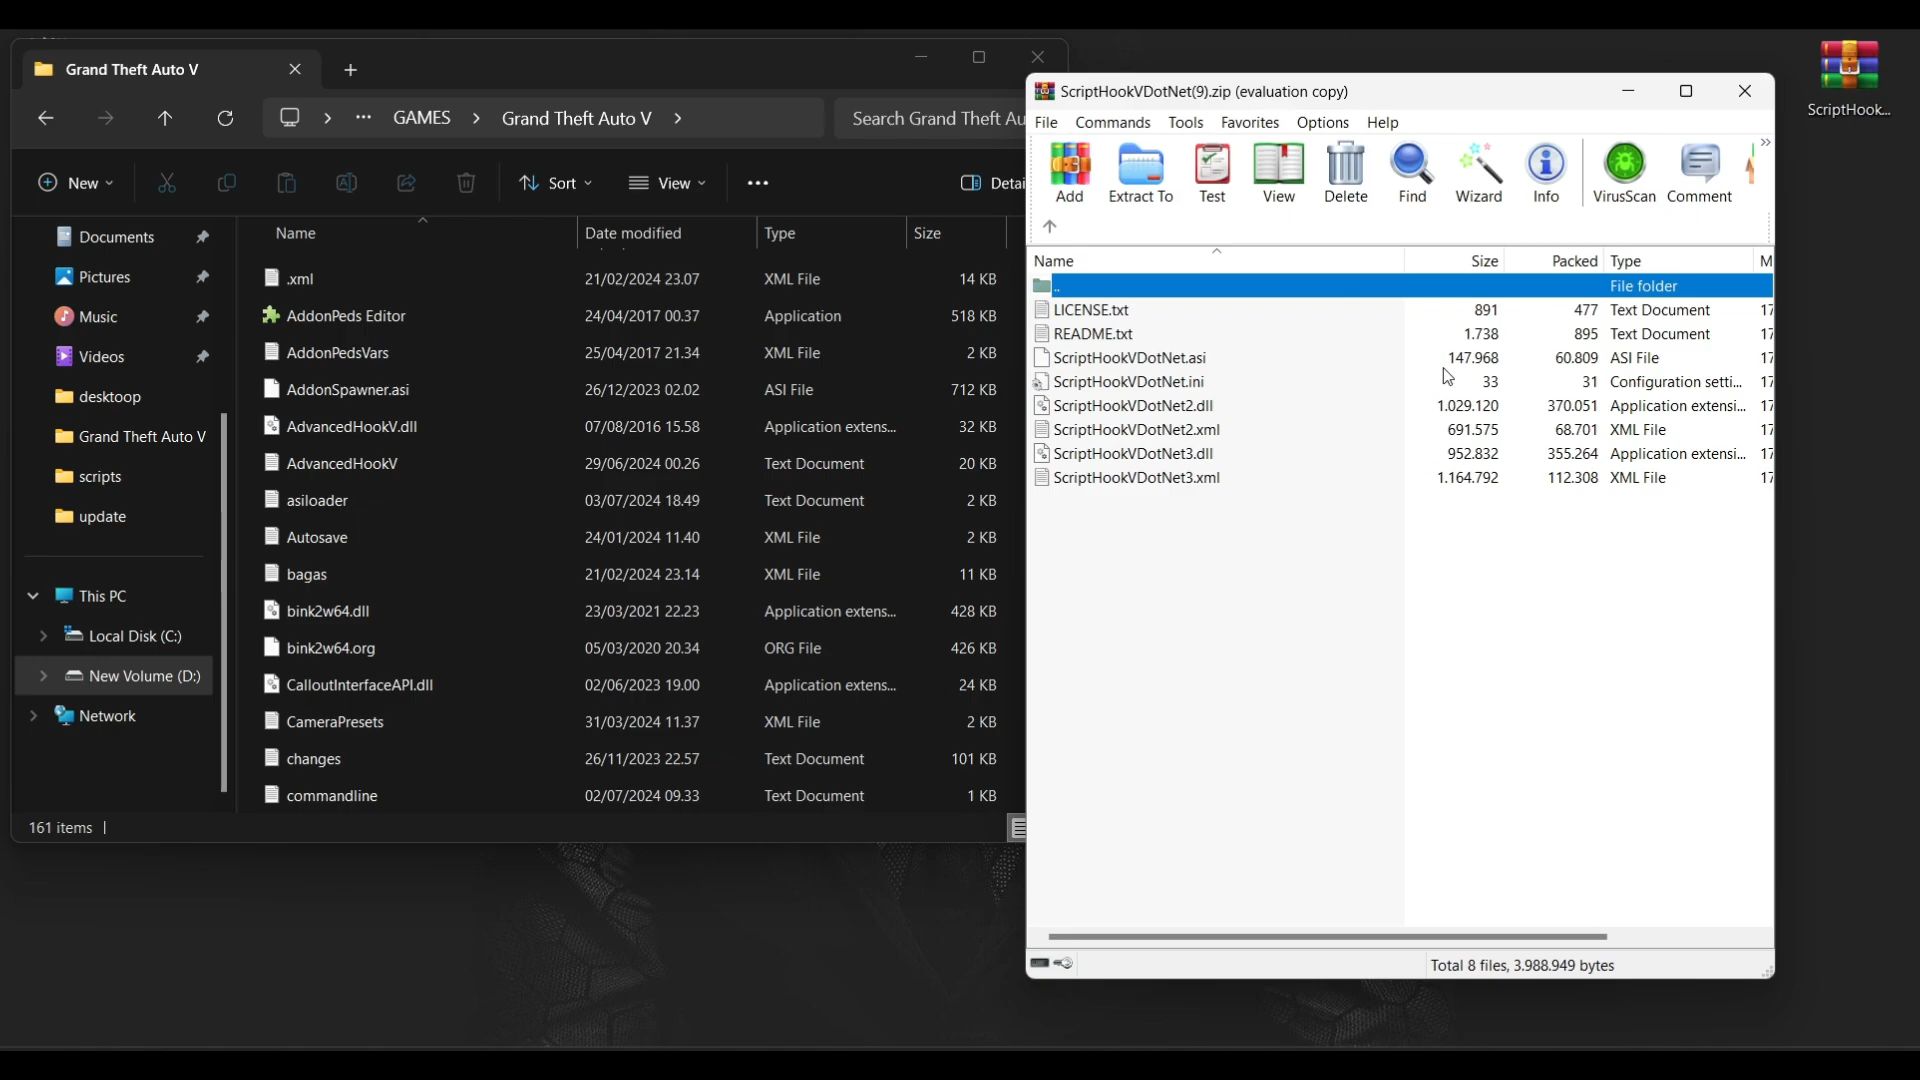 Grand Theft Auto V
GAMES > Grand Theft Auto V >
Search Grand Theft Au
New
Sort
View
Detai
Name Date modified Type Size
Documents
Pictures
Music
Videos
desktoop
Grand Theft Auto V
scripts
update
This PC
Local Disk (C:)
New Volume (D:)
Network
.xml 21/02/2024 23.07 XML File 14 KB
AddonPeds Editor 24/04/2017 00.37 Application 518 KB
AddonPedsVars 25/04/2017 21.34 XML File 2 KB
AddonSpawner.asi 26/12/2023 02.02 ASI File 712 KB
AdvancedHookV.dll 07/08/2016 15.58 Application extens... 32 KB
AdvancedHookV 29/06/2024 00.26 Text Document 20 KB
asiloader 03/07/2024 18.49 Text Document 2 KB
Autosave 24/01/2024 11.40 XML File 2 KB
bagas 21/02/2024 23.14 XML File 11 KB
bink2w64.dll 23/03/2021 22.23 Application extens... 428 KB
bink2w64.org 05/03/2020 20.34 ORG File 426 KB
CalloutInterfaceAPI.dll 02/06/2023 19.00 Application extens... 24 KB
CameraPresets 31/03/2024 11.37 XML File 2 KB
changes 26/11/2023 22.57 Text Document 101 KB
commandline 02/07/2024 09.33 Text Document 1 KB
161 items
ScriptHookVDotNet(9).zip (evaluation copy)
File Commands Tools Favorites Options Help
Add Extract To Test View Delete Find Wizard Info VirusScan Comment
Name Size Packed Type M
.. File folder
LICENSE.txt 891 477 Text Document 17
README.txt 1.738 895 Text Document 17
ScriptHookVDotNet.asi 147.968 60.809 ASI File 17
ScriptHookVDotNet.ini 33 31 Configuration setti... 17
ScriptHookVDotNet2.dll 1.029.120 370.051 Application extensi... 17
ScriptHookVDotNet2.xml 691.575 68.701 XML File 17
ScriptHookVDotNet3.dll 952.832 355.264 Application extensi... 17
ScriptHookVDotNet3.xml 1.164.792 112.308 XML File 17
Total 8 files, 3.988.949 bytes
ScriptHook...